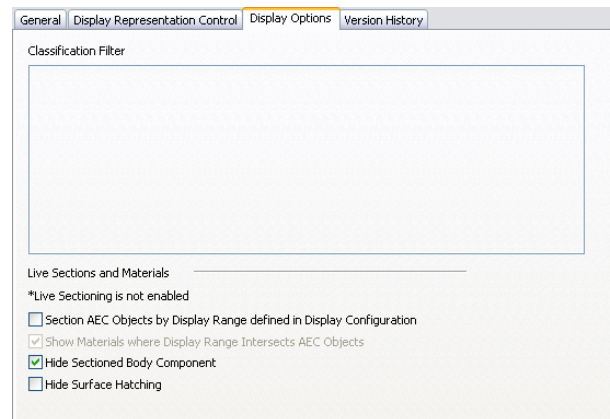 General Display Representation Control Display Options Version History
Classification Filter
Live Sections and Materials
*Live Sectioning is not enabled
Section AEC Objects by Display Range defined in Display Configuration
Show Materials where Display Range Intersects AEC Objects
Hide Sectioned Body Component
Hide Surface Hatching